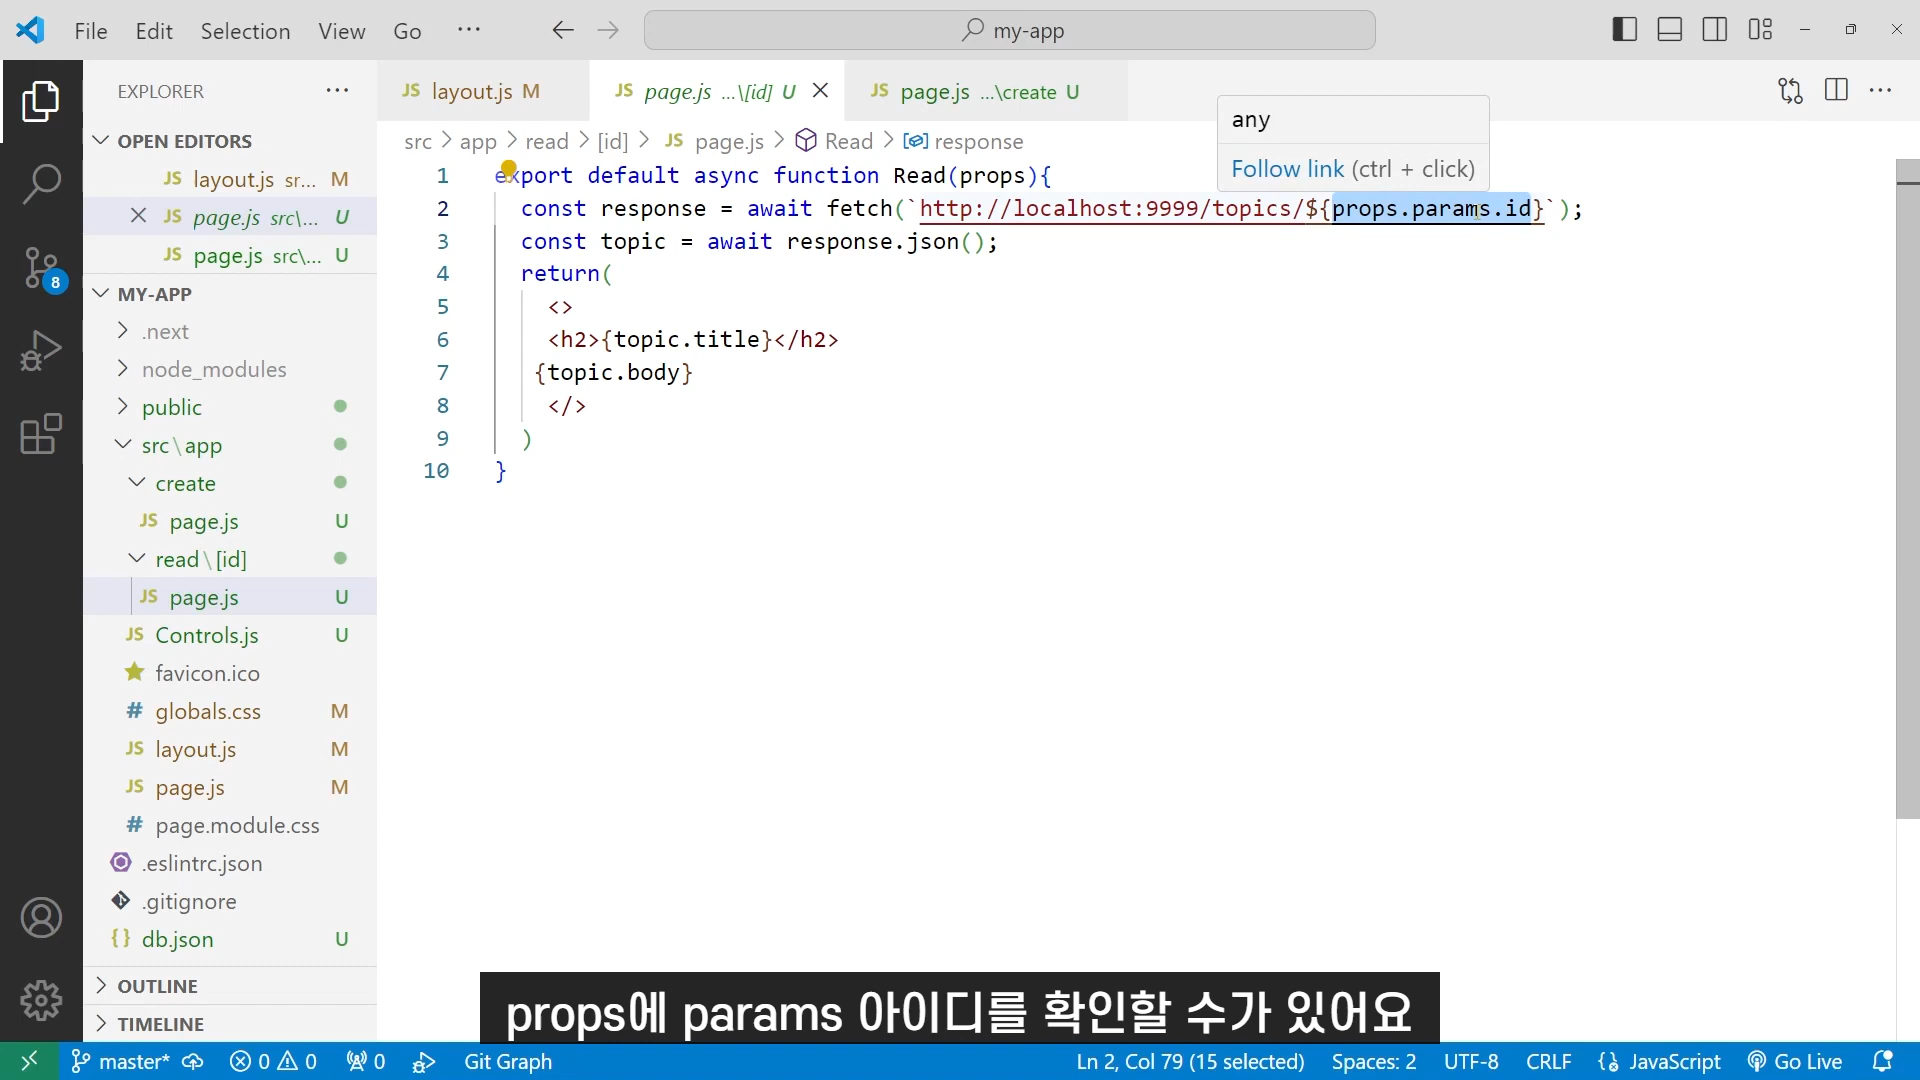 File Edit Selection View Go ···
my-app
EXPLORER ···
OPEN EDITORS
JS layout.js sr... M
JS page.js src\... U
JS page.js src\... U
8
MY-APP
.next
node_modules
public
src\app
create
JS page.js U
read\[id]
JS page.js U
JS Controls.js U
favicon.ico
# globals.css M
JS layout.js M
JS page.js M
# page.module.css
.eslintrc.json
.gitignore
{} db.json U
OUTLINE
TIMELINE
JS layout.js M
JS page.js ...\[id] U
JS page.js ...\create U
src > app > read > [id] > JS page.js > Read > response
any
Follow link (ctrl + click)
1 export default async function Read(props){
2 const response = await fetch(`http://localhost:9999/topics/${props.params.id}`);
3 const topic = await response.json();
4 return(
5 <>
6 <h2>{topic.title}</h2>
7 {topic.body}
8 </>
9 )
10 }
props에 params 아이디를 확인할 수가 있어요
master* 0 0 0 Git Graph Ln 2, Col 79 (15 selected) Spaces: 2 UTF-8 CRLF {} JavaScript Go Live